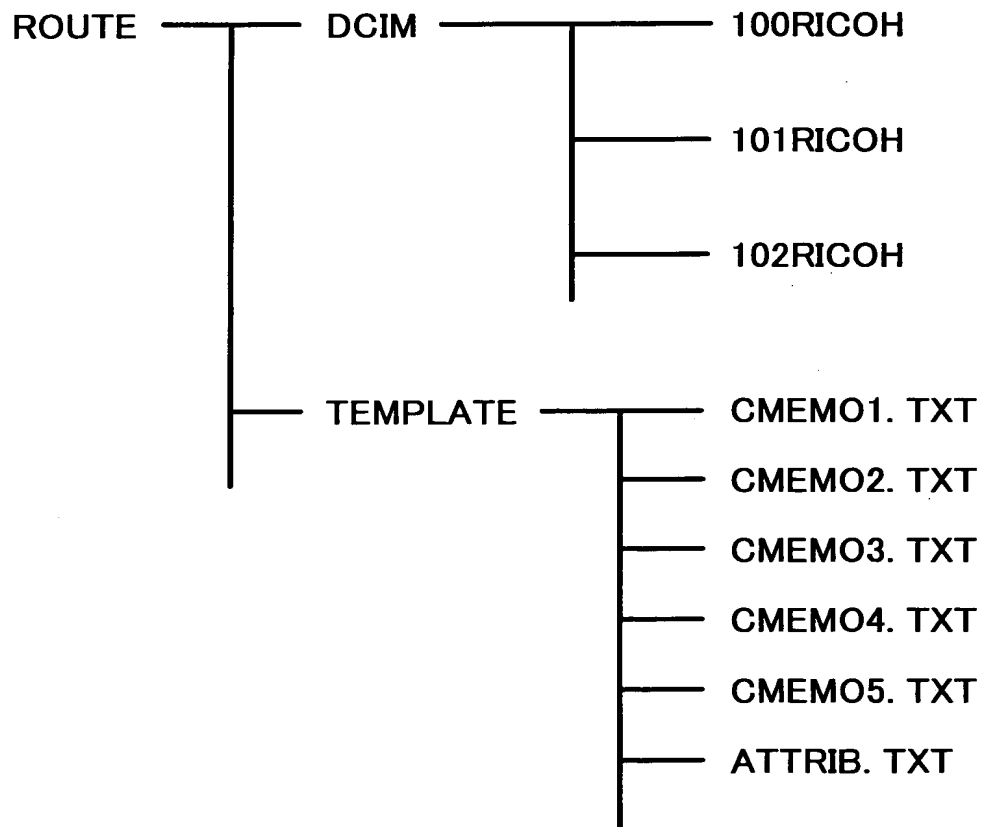 ROUTE DCIM 100RICOH
101RICOH
102RICOH
TEMPLATE CMEMO1. TXT
CMEMO2. TXT
CMEMO3. TXT
CMEMO4. TXT
CMEMO5. TXT
ATTRIB. TXT